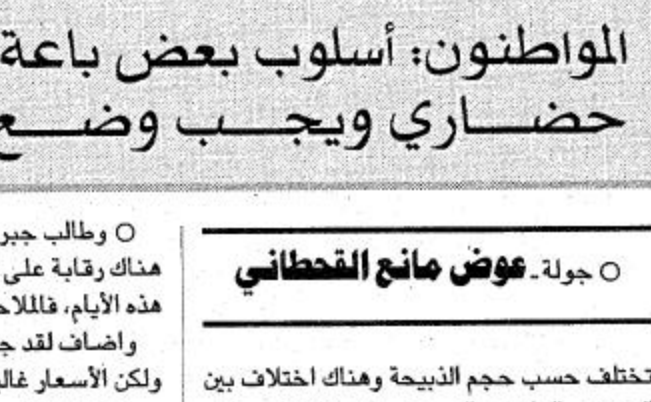 المواطنون: أسلوب بعض باعة
حضاري ويجب وضع
○ جولة ـ عوض مانع القحطاني
تختلف حسب حجم الذبيحة وهناك اختلاف بين
○ وطالب جبر
هناك رقابة على
هذه الأيام، فالملاح
واضاف لقد ج
ولكن الأسعار غال